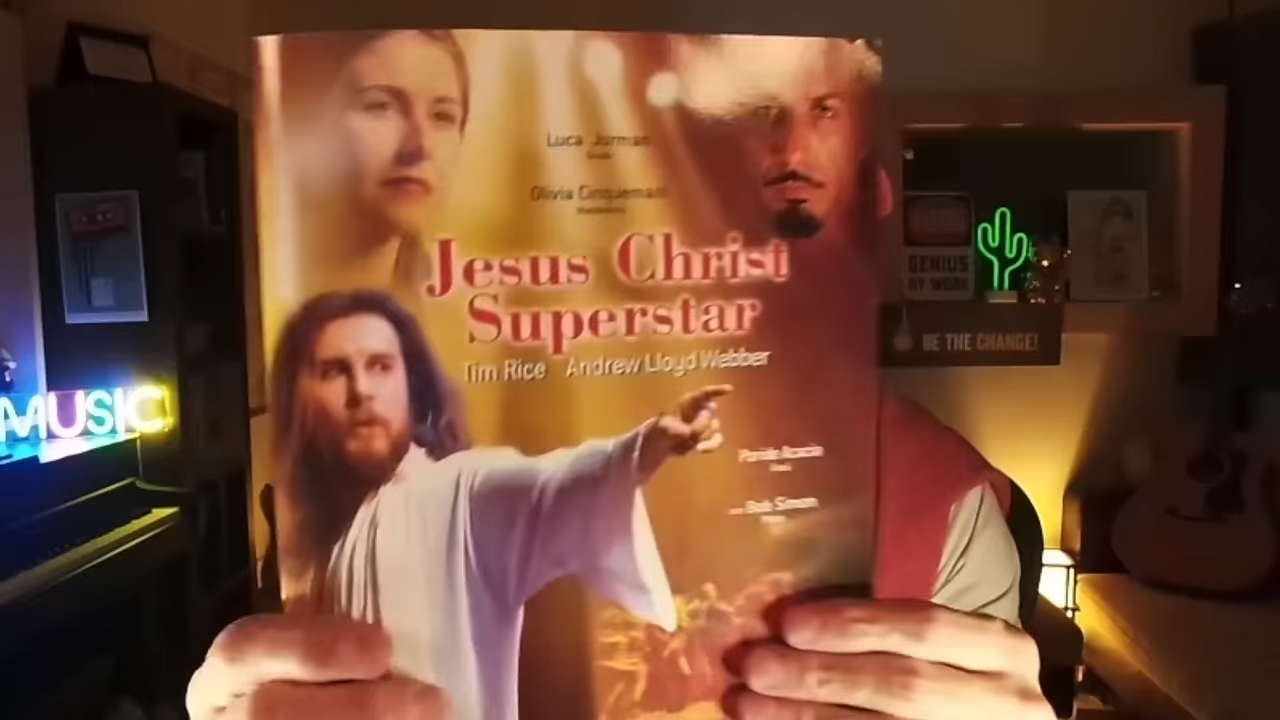 Luca Jurman
Olivia Cinquemani
Jesus Christ
Superstar
Tim Rice Andrew Lloyd Webber
Bob Simon
MUSIC
GENIUS
AT WORK
BE THE CHANGE!